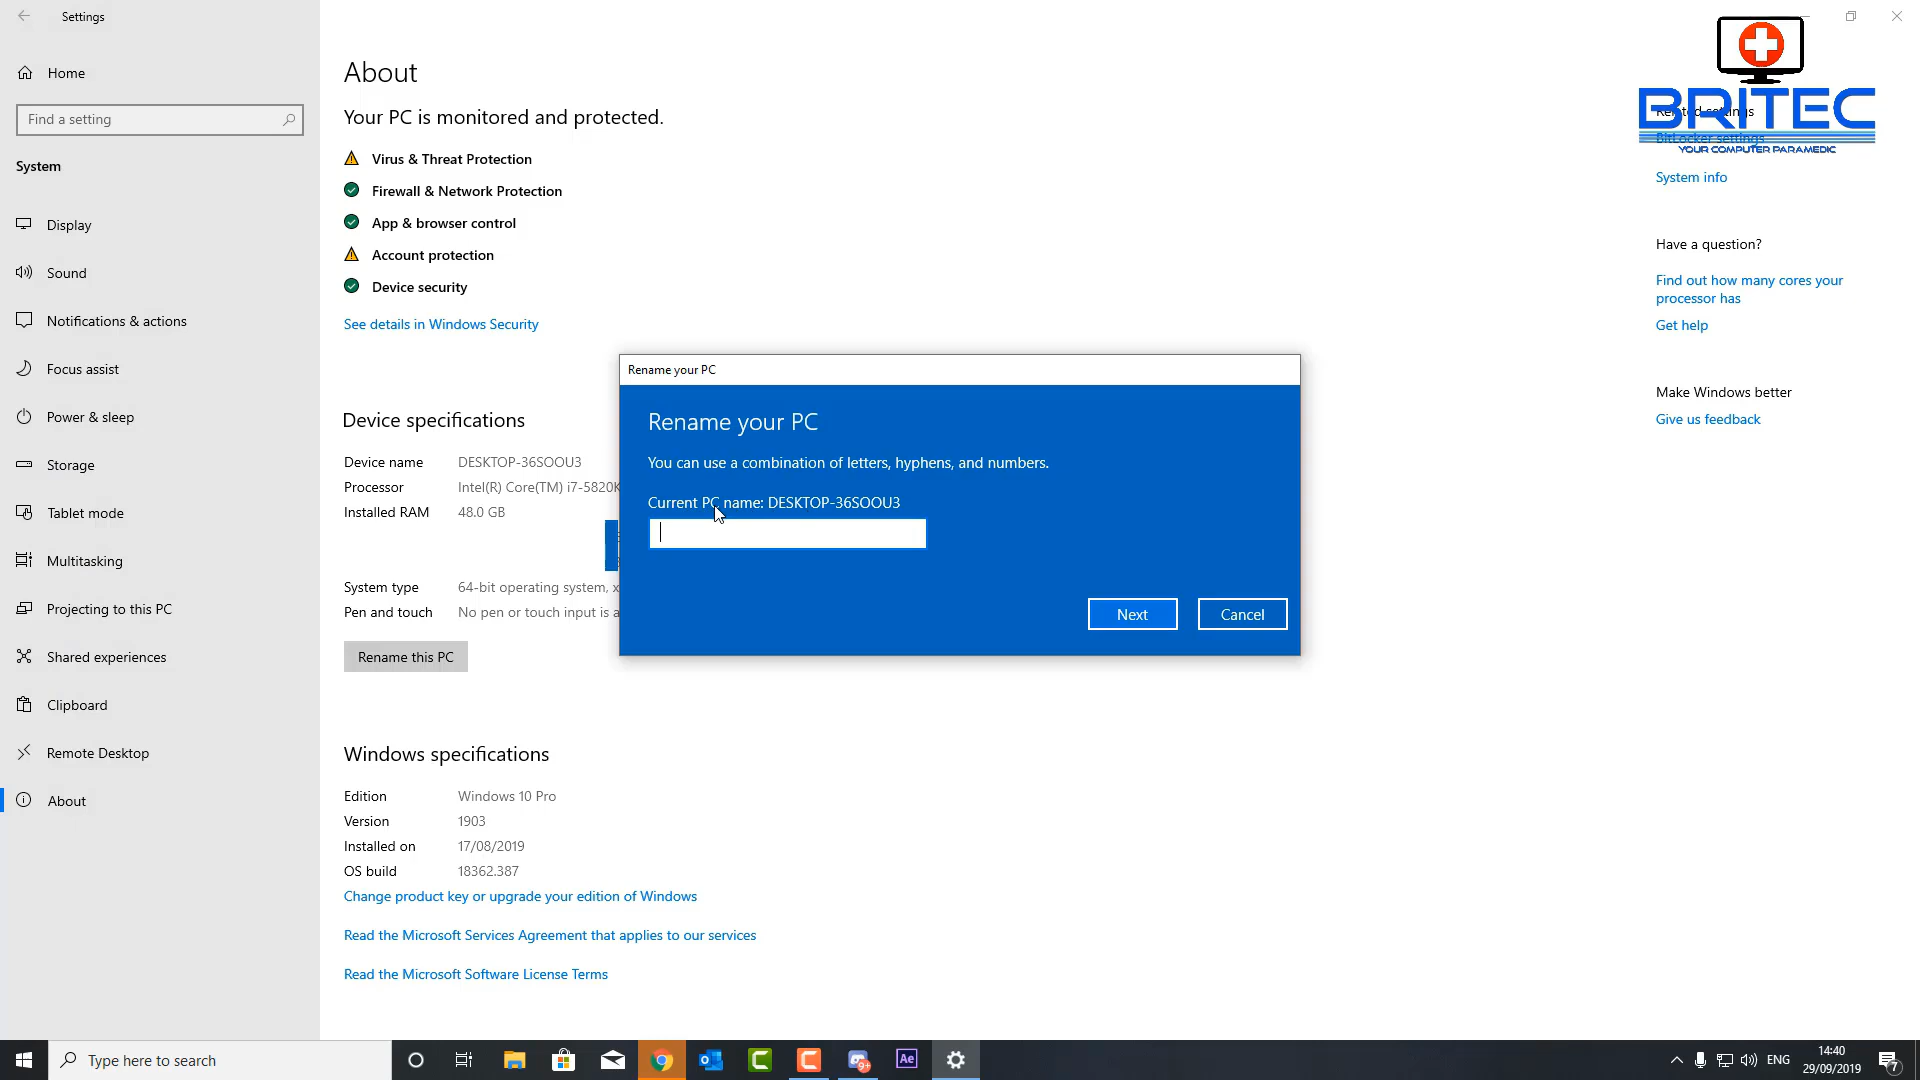 Settings
Home
Find a setting
System
Display
Sound
Notifications & actions
Focus assist
Power & sleep
Storage
Tablet mode
Multitasking
Projecting to this PC
Shared experiences
Clipboard
Remote Desktop
About
About
Your PC is monitored and protected.
Virus & Threat Protection
Firewall & Network Protection
App & browser control
Account protection
Device security
See details in Windows Security
Device specifications
Device name DESKTOP-36SOOU3
Processor Intel(R) Core(TM) i7-5820K
Installed RAM 48.0 GB
System type 64-bit operating system, x
Pen and touch No pen or touch input is a
Rename this PC
Windows specifications
Edition Windows 10 Pro
Version 1903
Installed on 17/08/2019
OS build 18362.387
Change product key or upgrade your edition of Windows
Read the Microsoft Services Agreement that applies to our services
Read the Microsoft Software License Terms
Rename your PC
Rename your PC
You can use a combination of letters, hyphens, and numbers.
Current PC name: DESKTOP-36SOOU3
Next Cancel
BRITEC
YOUR COMPUTER PARAMEDIC
Related settings
BitLocker settings
System info
Have a question?
Find out how many cores your
processor has
Get help
Make Windows better
Give us feedback
Type here to search
9+
Ae
ENG
14:40
29/09/2019
7